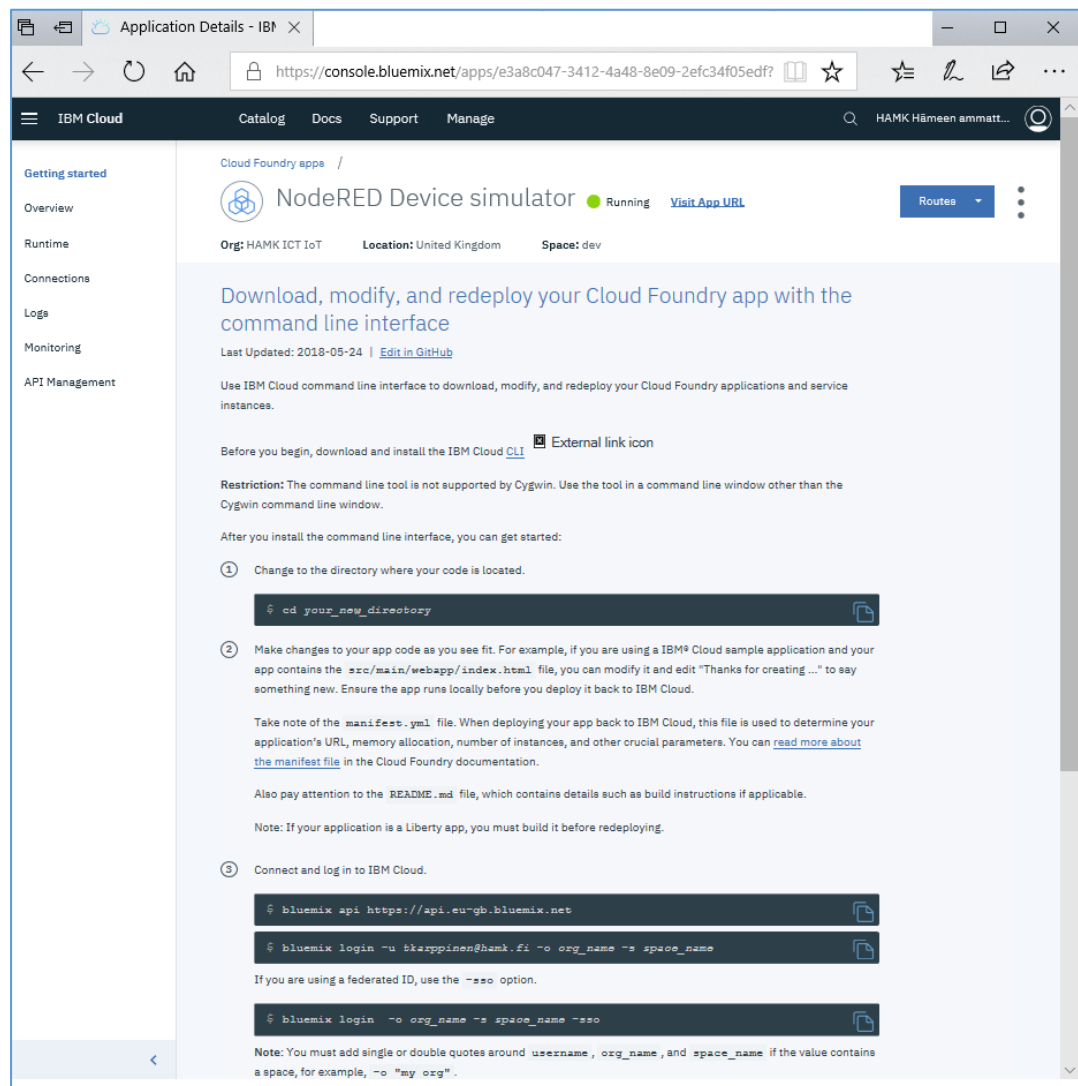 Application Details - IBM
https://console.bluemix.net/apps/e3a8c047-3412-4a48-8e09-2efc34f05edf?
IBM Cloud
Catalog Docs Support Manage
HAMK Hämeen ammatt...
Getting started
Overview
Runtime
Connections
Logs
Monitoring
API Management
Cloud Foundry apps /
NodeRED Device simulator Running Visit App URL
Routes
Org: HAMK ICT IoT Location: United Kingdom Space: dev
Download, modify, and redeploy your Cloud Foundry app with the
command line interface
Last Updated: 2018-05-24 | Edit in GitHub
Use IBM Cloud command line interface to download, modify, and redeploy your Cloud Foundry applications and service
instances.
Before you begin, download and install the IBM Cloud CLI External link icon
Restriction: The command line tool is not supported by Cygwin. Use the tool in a command line window other than the
Cygwin command line window.
After you install the command line interface, you can get started:
1 Change to the directory where your code is located.
$ cd your_new_directory
2 Make changes to your app code as you see fit. For example, if you are using a IBM® Cloud sample application and your
app contains the src/main/webapp/index.html file, you can modify it and edit "Thanks for creating ..." to say
something new. Ensure the app runs locally before you deploy it back to IBM Cloud.
Take note of the manifest.yml file. When deploying your app back to IBM Cloud, this file is used to determine your
application's URL, memory allocation, number of instances, and other crucial parameters. You can read more about
the manifest file in the Cloud Foundry documentation.
Also pay attention to the README.md file, which contains details such as build instructions if applicable.
Note: If your application is a Liberty app, you must build it before redeploying.
3 Connect and log in to IBM Cloud.
$ bluemix api https://api.eu-gb.bluemix.net
$ bluemix login -u tkarppinen@hamk.fi -o org_name -s space_name
If you are using a federated ID, use the -sso option.
$ bluemix login -o org_name -s space_name -sso
Note: You must add single or double quotes around username, org_name, and space_name if the value contains
a space, for example, -o "my org".